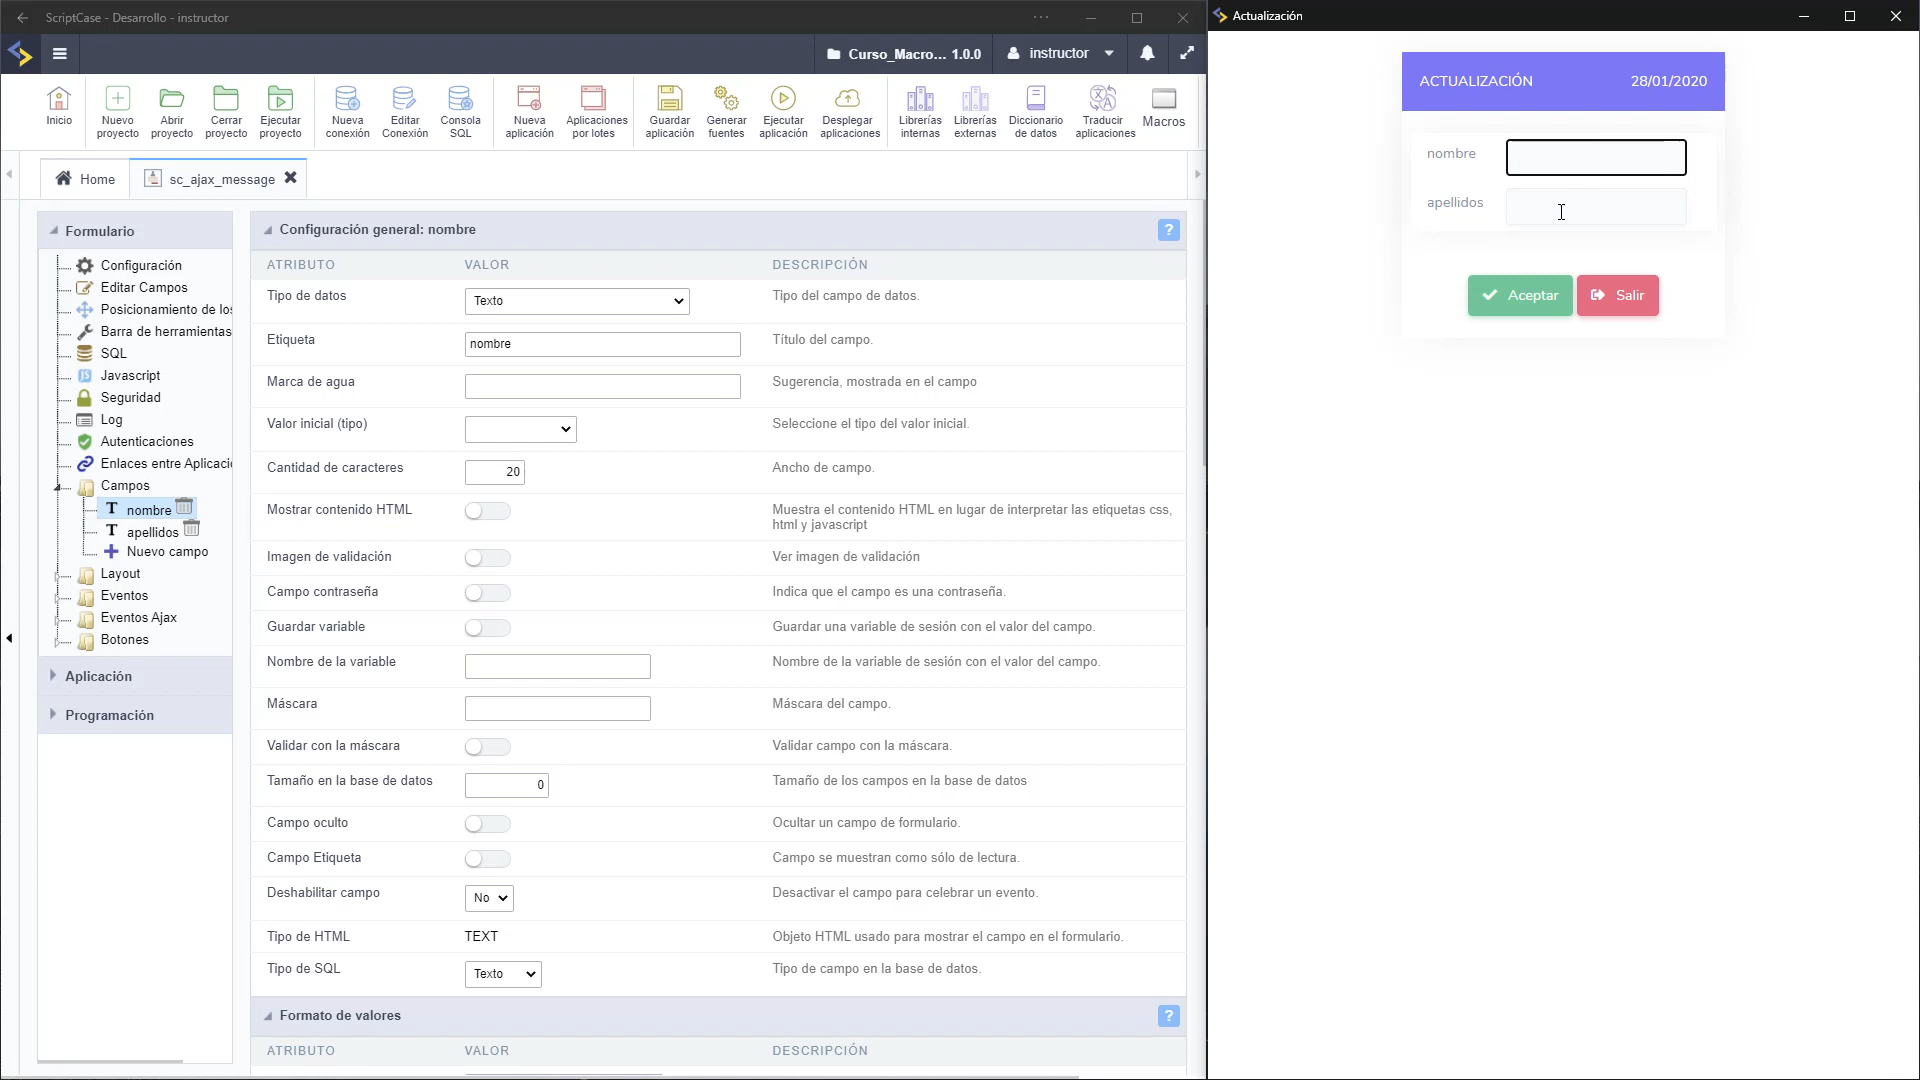 ScriptCase - Desarrollo - instructor
Curso_Macro... 1.0.0
instructor
Inicio
Nuevo proyecto
Abrir proyecto
Cerrar proyecto
Ejecutar proyecto
Nueva conexión
Editar Conexión
Consola SQL
Nueva aplicación
Aplicaciones por lotes
Guardar aplicación
Generar fuentes
Ejecutar aplicación
Desplegar aplicaciones
Librerías internas
Librerías externas
Diccionario de datos
Traducir aplicaciones
Macros
Home
sc_ajax_message
Formulario
Configuración
Editar Campos
Posicionamiento de los
Barra de herramientas
SQL
JS Javascript
Seguridad
Log
Autenticaciones
Enlaces entre Aplicaci
Campos
T nombre
T apellidos
Nuevo campo
Layout
Eventos
Eventos Ajax
Botones
Aplicación
Programación
Configuración general: nombre ?
ATRIBUTO VALOR DESCRIPCIÓN
Tipo de datos Texto Tipo del campo de datos.
Etiqueta nombre Título del campo.
Marca de agua Sugerencia, mostrada en el campo
Valor inicial (tipo) Seleccione el tipo del valor inicial.
Cantidad de caracteres 20 Ancho de campo.
Mostrar contenido HTML Muestra el contenido HTML en lugar de interpretar las etiquetas css,
html y javascript
Imagen de validación Ver imagen de validación
Campo contraseña Indica que el campo es una contraseña.
Guardar variable Guardar una variable de sesión con el valor del campo.
Nombre de la variable Nombre de la variable de sesión con el valor del campo.
Máscara Máscara del campo.
Validar con la máscara Validar campo con la máscara.
Tamaño en la base de datos 0 Tamaño de los campos en la base de datos
Campo oculto Ocultar un campo de formulario.
Campo Etiqueta Campo se muestran como sólo de lectura.
Deshabilitar campo No Desactivar el campo para celebrar un evento.
Tipo de HTML TEXT Objeto HTML usado para mostrar el campo en el formulario.
Tipo de SQL Texto Tipo de campo en la base de datos.
Formato de valores ?
ATRIBUTO VALOR DESCRIPCIÓN
Actualización
ACTUALIZACIÓN 28/01/2020
nombre
apellidos
Aceptar Salir